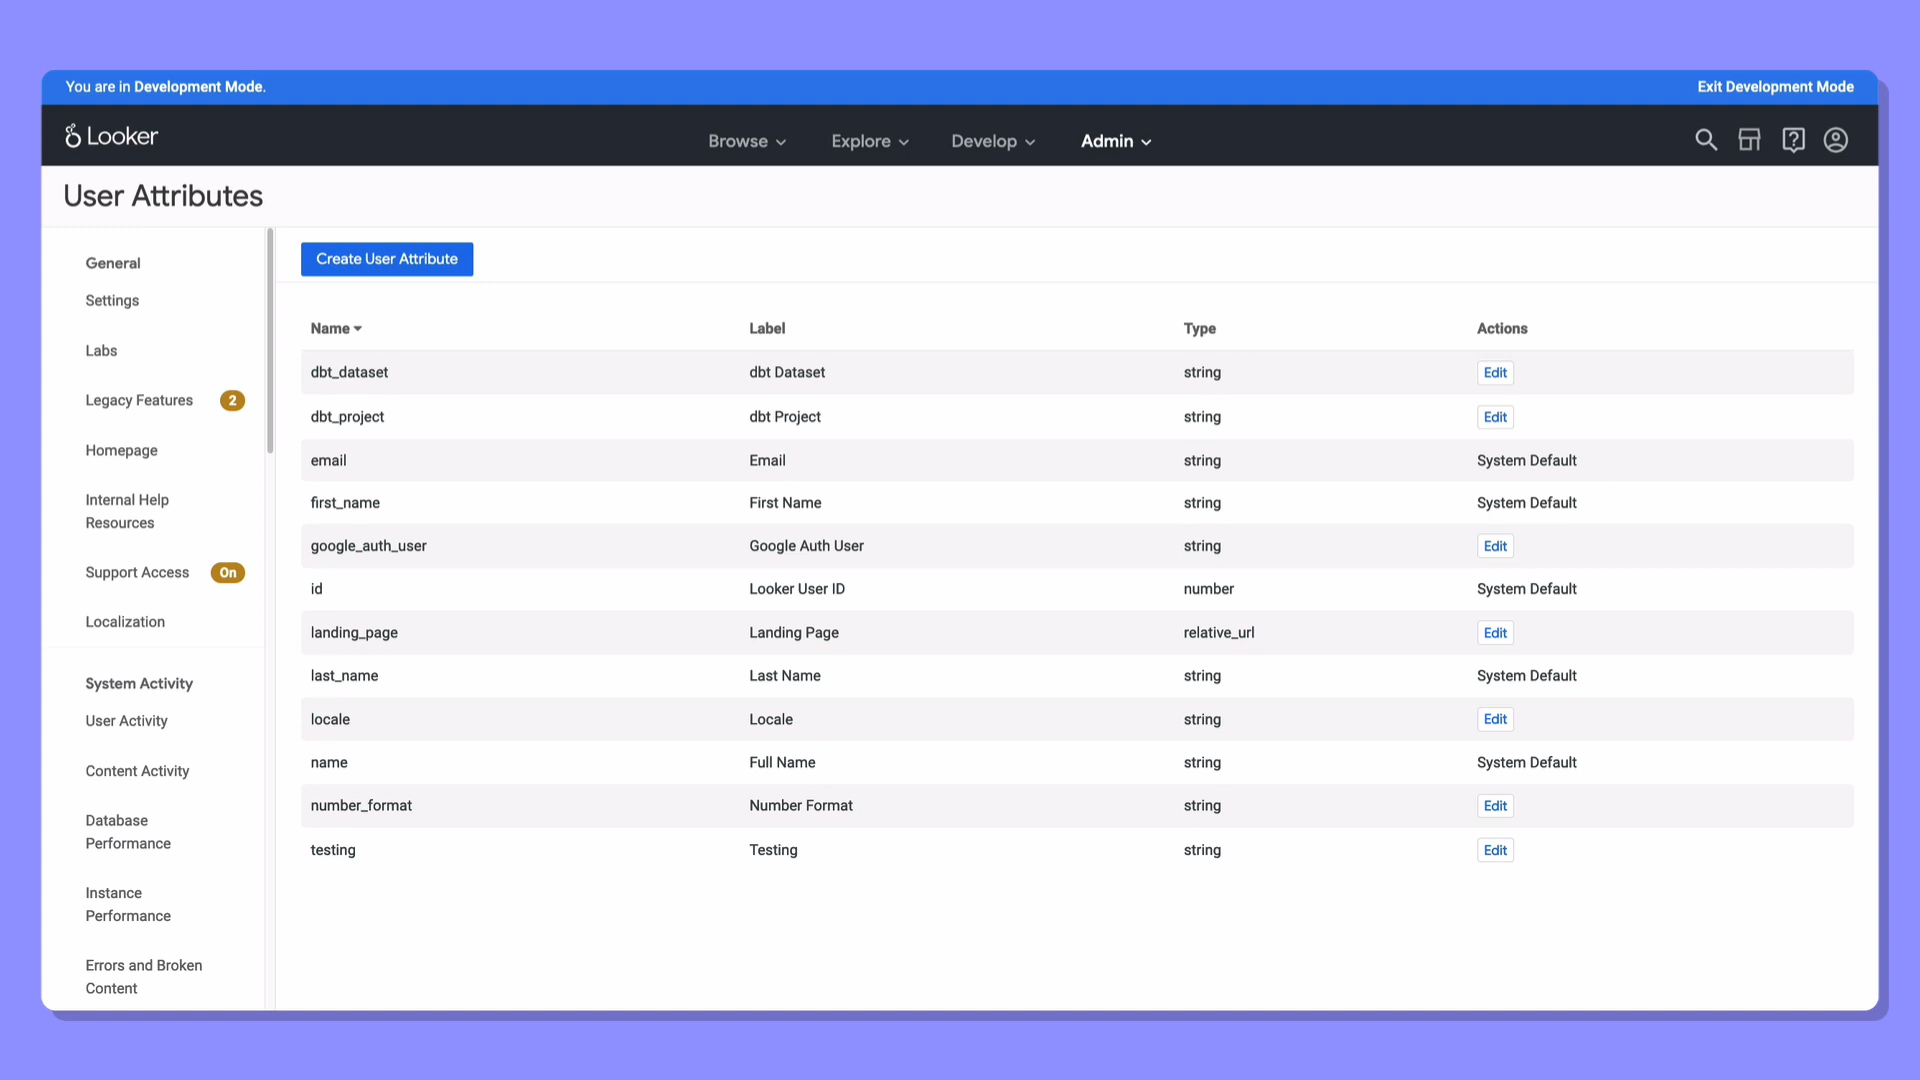 You are in Development Mode.
Exit Development Mode
Looker
Browse
Explore
Develop
Admin
User Attributes
General
Settings
Labs
Legacy Features 2
Homepage
Internal Help
Resources
Support Access On
Localization
System Activity
User Activity
Content Activity
Database
Performance
Instance
Performance
Errors and Broken
Content
Create User Attribute
Name Label Type Actions
dbt_dataset dbt Dataset string Edit
dbt_project dbt Project string Edit
email Email string System Default
first_name First Name string System Default
google_auth_user Google Auth User string Edit
id Looker User ID number System Default
landing_page Landing Page relative_url Edit
last_name Last Name string System Default
locale Locale string Edit
name Full Name string System Default
number_format Number Format string Edit
testing Testing string Edit